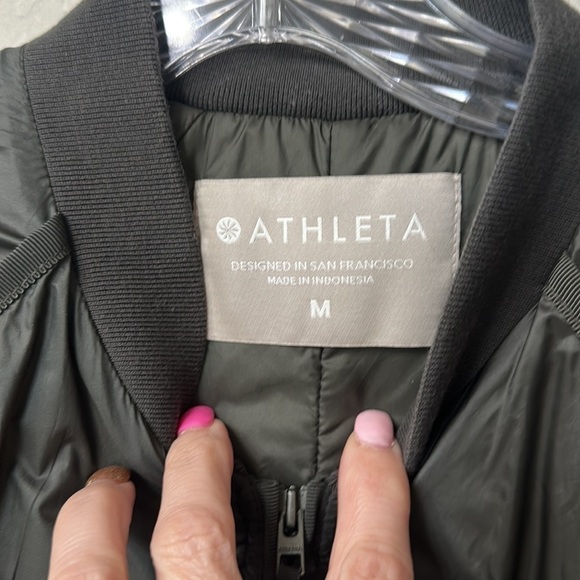 ATHLETA
DESIGNED IN SAN FRANCISCO
MADE IN INDONESIA
M